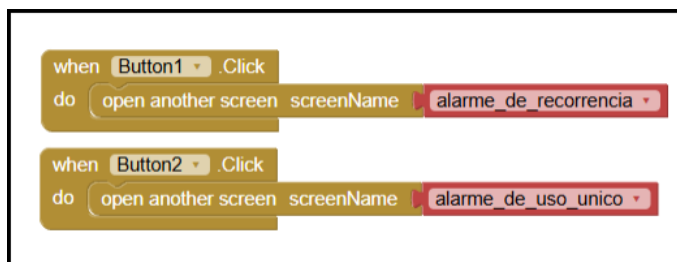 when Button1 .Click
do open another screen screenName alarme_de_recorrencia
when Button2 .Click
do open another screen screenName alarme_de_uso_unico